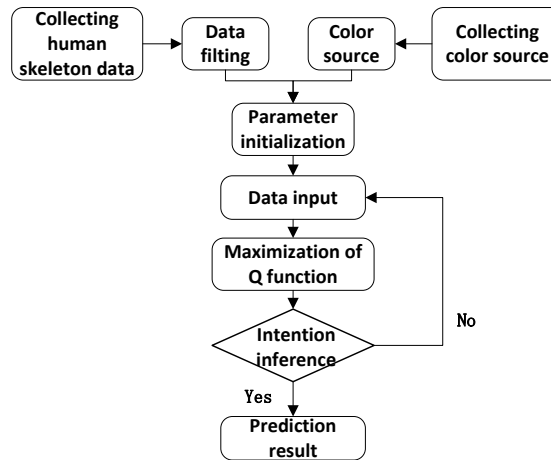 Collecting
human
skeleton data
Data
filting
Color
source
Collecting
color source
Parameter
initialization
Data input
Maximization of
Q function
Intention
inference
No
Yes
Prediction
result